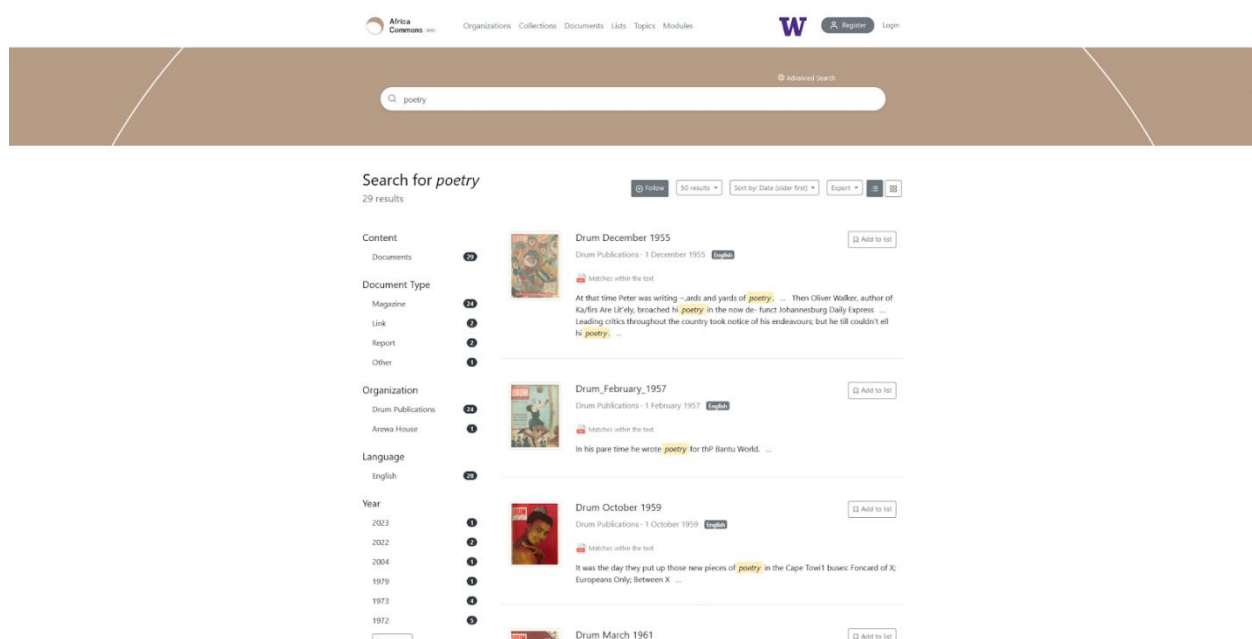 Africa
Commons BETA
Organizations Collections Documents Lists Topics Modules
W
Register Login
Advanced Search
poetry
Search for poetry
29 results
Follow 50 results Sort by: Date (older first) Export
Content
Documents 29
Document Type
Magazine 24
Link 2
Report 2
Other 1
Organization
Drum Publications 24
Arewa House 1
Language
English 28
Year
2023 1
2022 2
2004 1
1979 1
1973 4
1972 5
Drum December 1955
Add to list
Drum Publications · 1 December 1955 English
Matches within the text
At that time Peter was writing ~.ards and yards of poetry. ... Then Oliver Walker, author of
Ka/firs Are Lit'ely, broached hi poetry in the now de- funct Johannesburg Daily Express ...
Leading critics throughout the country took notice of his endeavours; but he till couldn't ell
hi poetry. ...
Drum_February_1957
Add to list
Drum Publications · 1 February 1957 English
Matches within the text
In his pare time he wrote poetry for thP Bantu World. ...
Drum October 1959
Add to list
Drum Publications · 1 October 1959 English
Matches within the text
It was the day they put up those new pieces of poetry in the Cape Towi1 buses: Foncard of X;
Europeans Only; Between X ...
Drum March 1961
Add to list